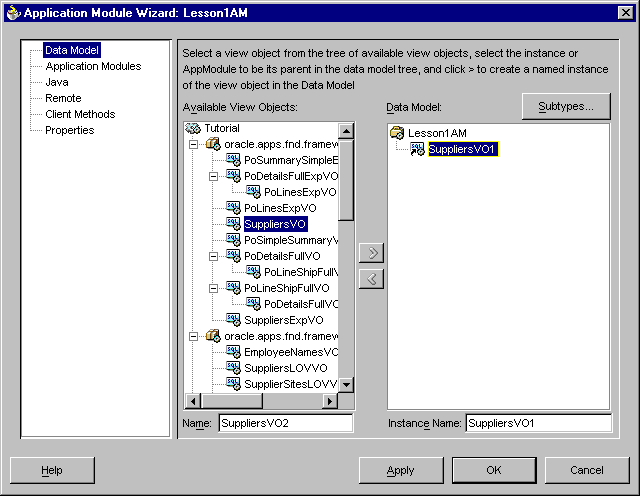 Application Module Wizard: Lesson1AM
Data Model
Application Modules
Java
Remote
Client Methods
Properties
Select a view object from the tree of available view objects, select the instance or
AppModule to be its parent in the data model tree, and click > to create a named instance
of the view object in the Data Model
Available View Objects:
Tutorial
oracle.apps.fnd.framew
PoSummarySimpleE
PoDetailsFullExpVO
PoLinesExpVO
PoLinesExpVO
SuppliersVO
PoSimpleSummaryV
PoDetailsFullVO
PoLineShipFullV
PoLineShipFullVO
PoDetailsFullVO
SuppliersExpVO
oracle.apps.fnd.framew
EmployeeNamesVO
SuppliersLOVVO
SupplierSitesLOVV
Name: SuppliersVO2
Data Model:
Subtypes...
Lesson1AM
SuppliersVO1
Instance Name: SuppliersVO1
Help
Apply
OK
Cancel